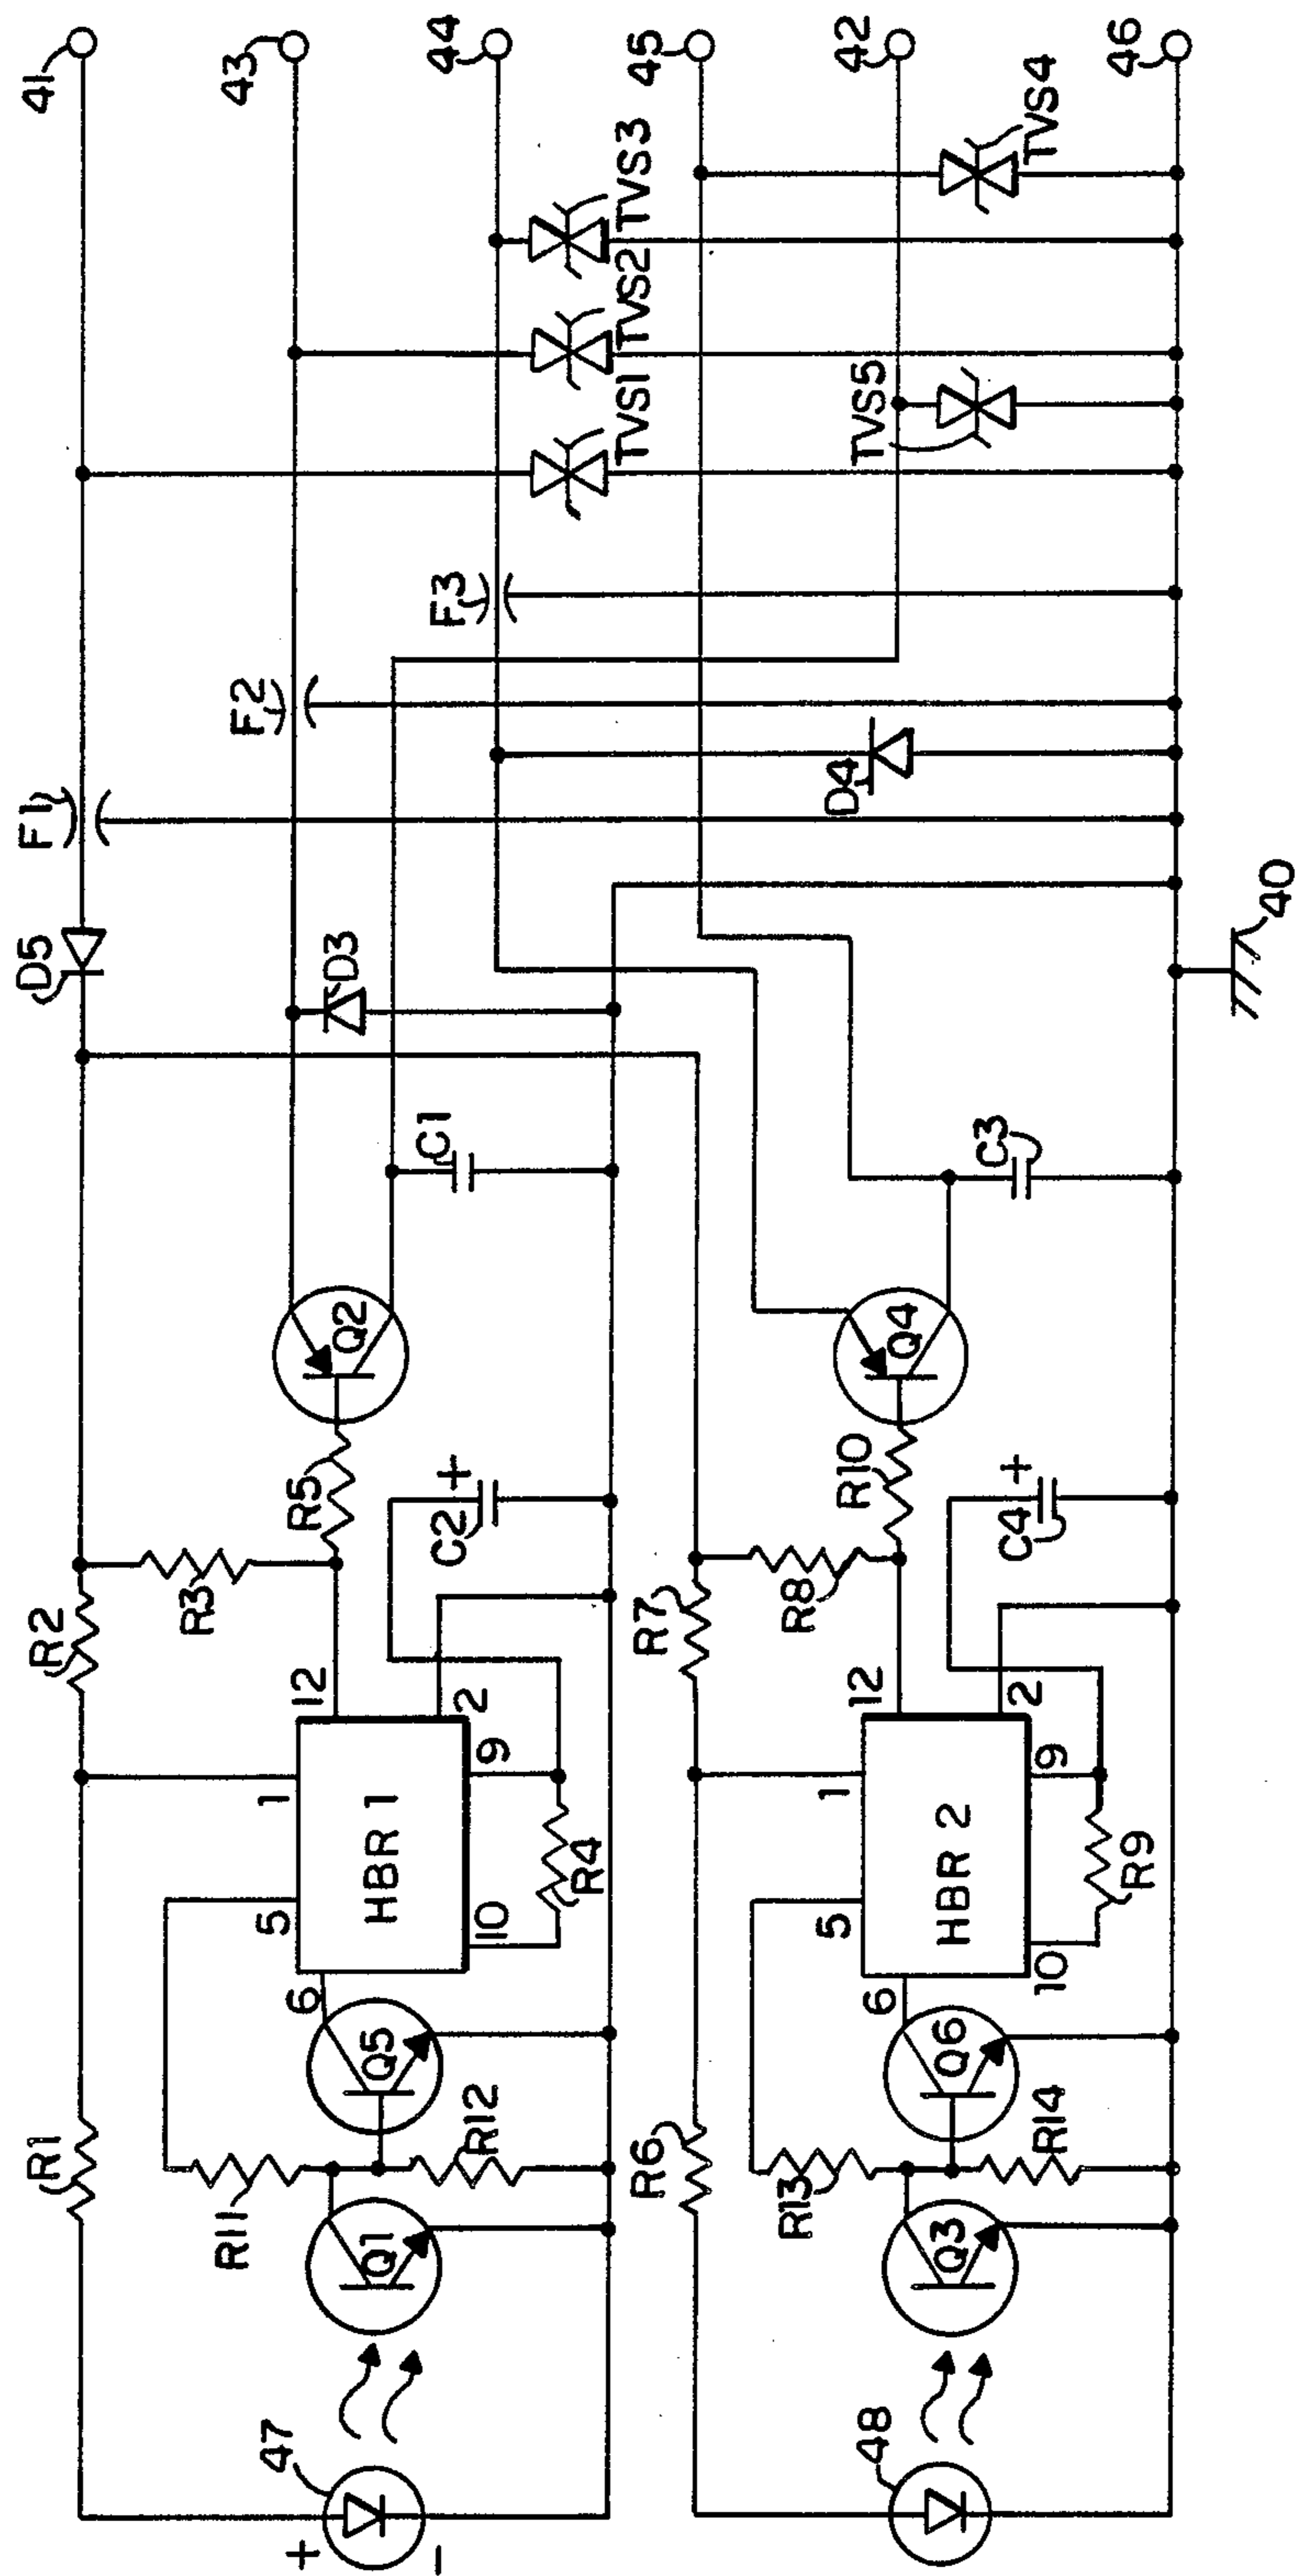 41
43
44
45
42
46
TVS3
TVS2
TVS1
TVS4
TVS5
F3
F2
F1
D4
D5
D3
40
C1
C3
Q2
Q4
R5
R10
C2 +
C4 +
R3
R2
R8
R7
12
2
1
9
HBR 1
5
10
6
R4
12
2
1
9
HBR 2
5
10
6
R9
Q5
Q6
R12
R14
R1
R11
Q1
R6
R13
Q3
47
+
-
48